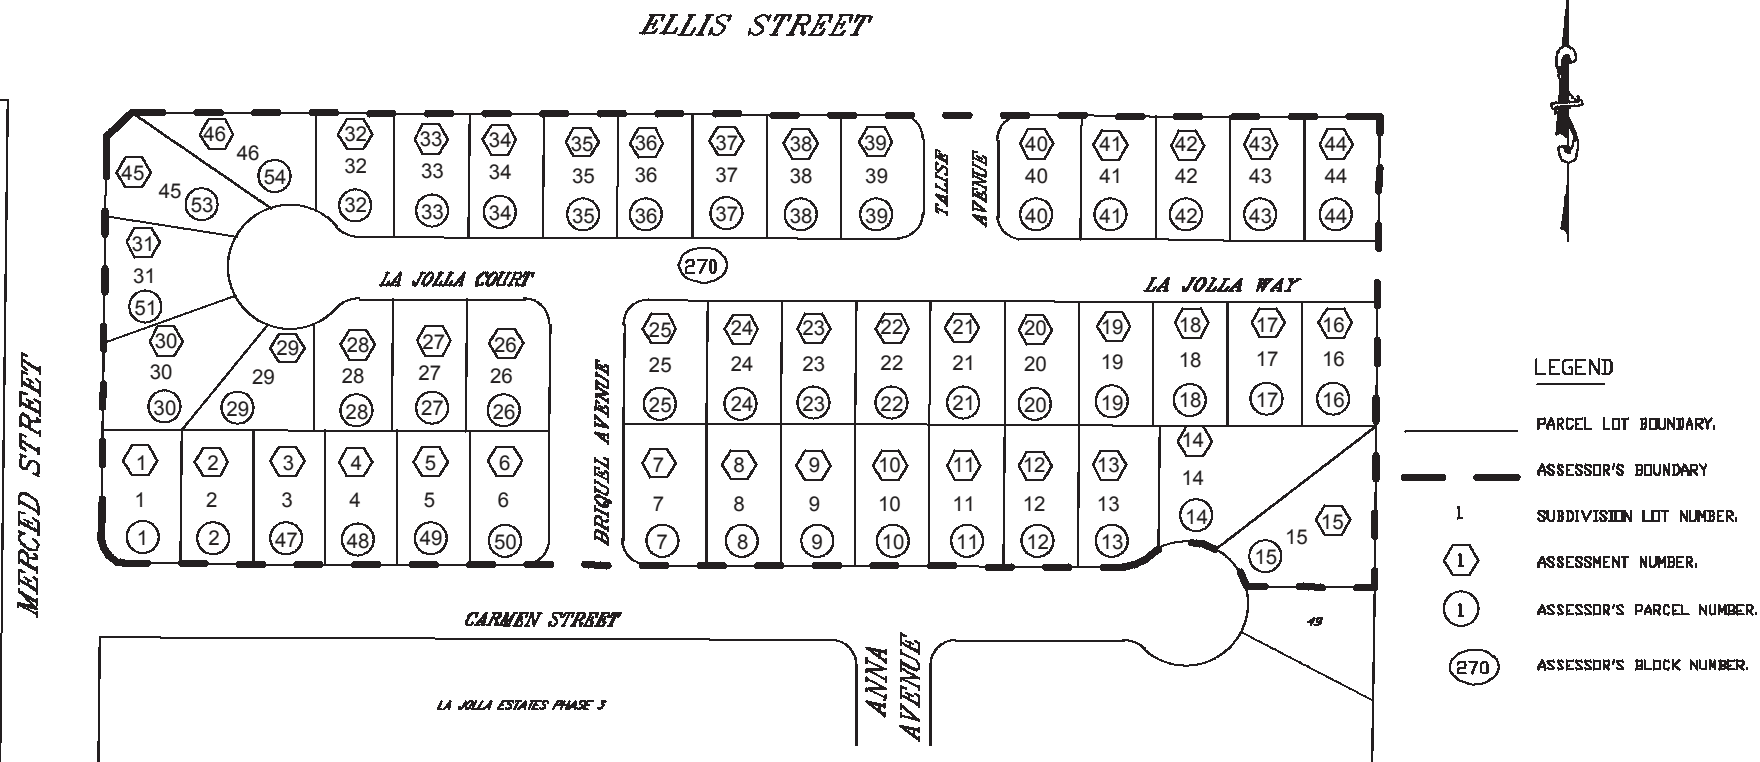 ELLIS STREET
46 32 33 34 35 36 37 38 39 40 41 42 43 44
45 46 32 33 34 35 36 37 38 39 40 41 42 43 44
45 53 54 32 33 34 35 36 37 38 39 40 41 42 43 44
TALISE AVENUE
31
31
51
270
LA JOLLA COURT
LA JOLLA WAY
30 29 28 27 26 25 24 23 22 21 20 19 18 17 16
30 29 28 27 26 25 24 23 22 21 20 19 18 17 16
30 29 28 27 26 25 24 23 22 21 20 19 18 17 16
MERCED STREET
BRIQUEL AVENUE
1 2 3 4 5 6 7 8 9 10 11 12 13 14
1 2 3 4 5 6 7 8 9 10 11 12 13 14
1 2 47 48 49 50 7 8 9 10 11 12 13 14
15
15
15
CARMEN STREET
49
ANNA AVENUE
LA JOLLA ESTATES PHASE 3
LEGEND
PARCEL LOT BOUNDARY.
ASSESSOR'S BOUNDARY
1 SUBDIVISION LOT NUMBER.
1 ASSESSMENT NUMBER.
1 ASSESSOR'S PARCEL NUMBER.
270 ASSESSOR'S BLOCK NUMBER.